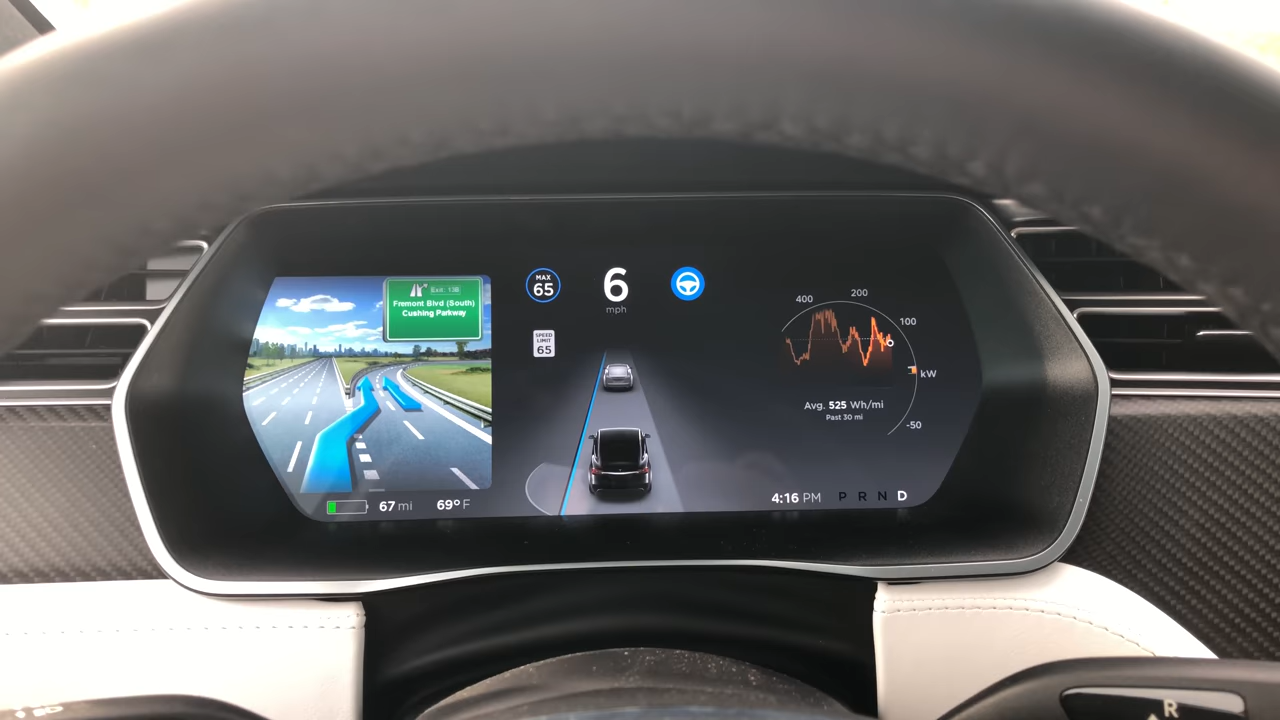 Exit: 13B
Fremont Blvd (South)
Cushing Parkway
MAX
65
6
mph
SPEED
LIMIT
65
400
200
100
kW
-50
Avg. 525 Wh/mi
Past 30 mi
67 mi
69° F
4:16 PM
P R N D
R